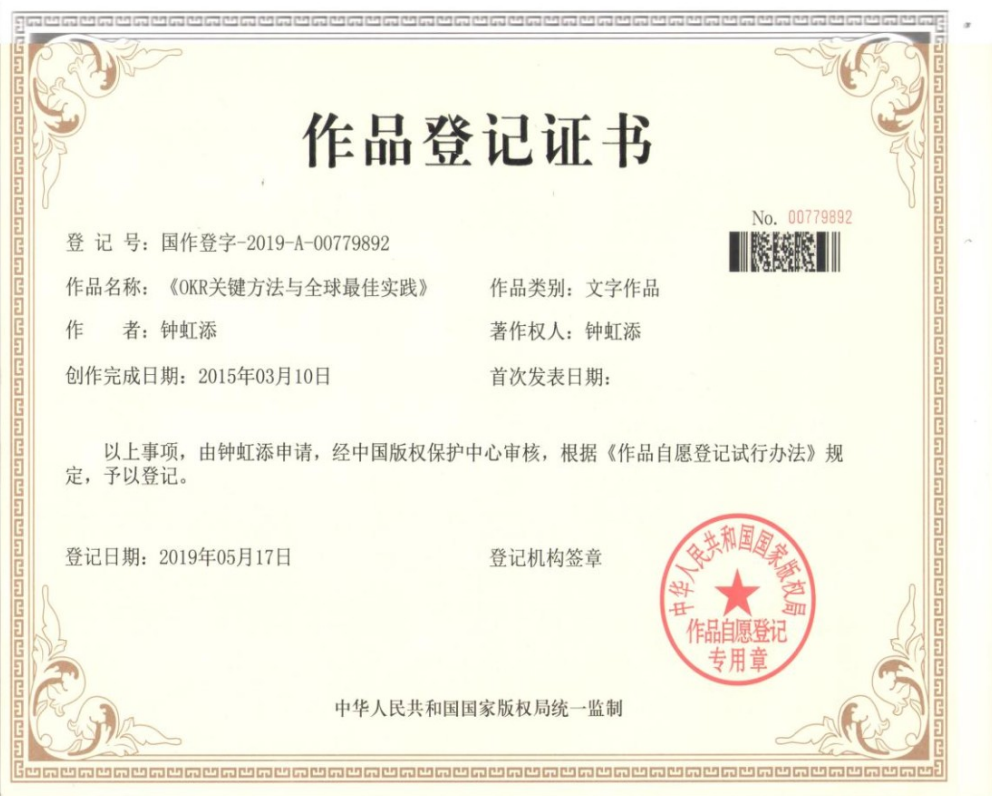 作品登记证书
No. 00779892
登 记 号：国作登字-2019-A-00779892
作品名称：《OKR关键方法与全球最佳实践》 作品类别：文字作品
作 者：钟虹添 著作权人：钟虹添
创作完成日期：2015年03月10日 首次发表日期：
以上事项，由钟虹添申请，经中国版权保护中心审核，根据《作品自愿登记试行办法》规
定，予以登记。
登记日期：2019年05月17日 登记机构签章
中华人民共和国国家版权局
作品自愿登记
专用章
中华人民共和国国家版权局统一监制